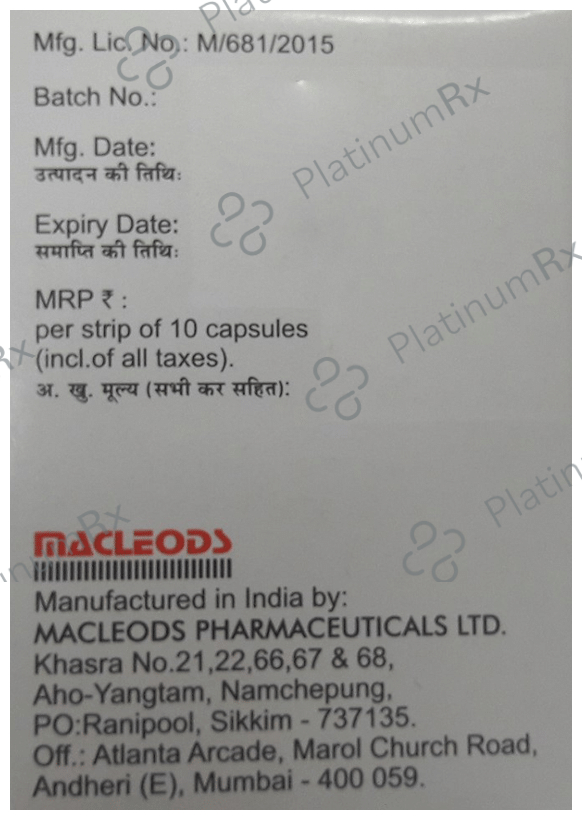 Mfg. Lic. No.: M/681/2015
Batch No.:
Mfg. Date:
उत्पादन की तिथिः
Expiry Date:
समाप्ति की तिथिः
MRP ₹ :
per strip of 10 capsules
(incl.of all taxes).
अ. खु. मूल्य (सभी कर सहित):
MACLEODS
Manufactured in India by:
MACLEODS PHARMACEUTICALS LTD.
Khasra No.21,22,66,67 & 68,
Aho-Yangtam, Namchepung,
PO:Ranipool, Sikkim - 737135.
Off.: Atlanta Arcade, Marol Church Road,
Andheri (E), Mumbai - 400 059.
PlatinumRx
PlatinumRx